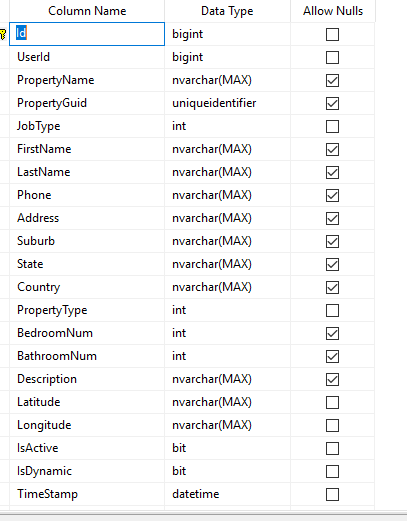 Column Name Data Type Allow Nulls
Id bigint
UserId bigint
PropertyName nvarchar(MAX)
PropertyGuid uniqueidentifier
JobType int
FirstName nvarchar(MAX)
LastName nvarchar(MAX)
Phone nvarchar(MAX)
Address nvarchar(MAX)
Suburb nvarchar(MAX)
State nvarchar(MAX)
Country nvarchar(MAX)
PropertyType int
BedroomNum int
BathroomNum int
Description nvarchar(MAX)
Latitude nvarchar(MAX)
Longitude nvarchar(MAX)
IsActive bit
IsDynamic bit
TimeStamp datetime